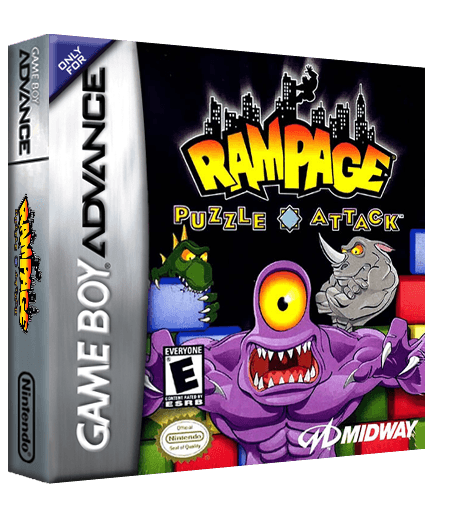 GAME BOY
ADVANCE
RAMPAGE
Nintendo
ONLY
FOR
GAME BOY ADVANCE
RAMPAGE
PUZZLE ATTACK™
EVERYONE
E
CONTENT RATED BY
ESRB
Official
Nintendo
Seal of Quality
MIDWAY